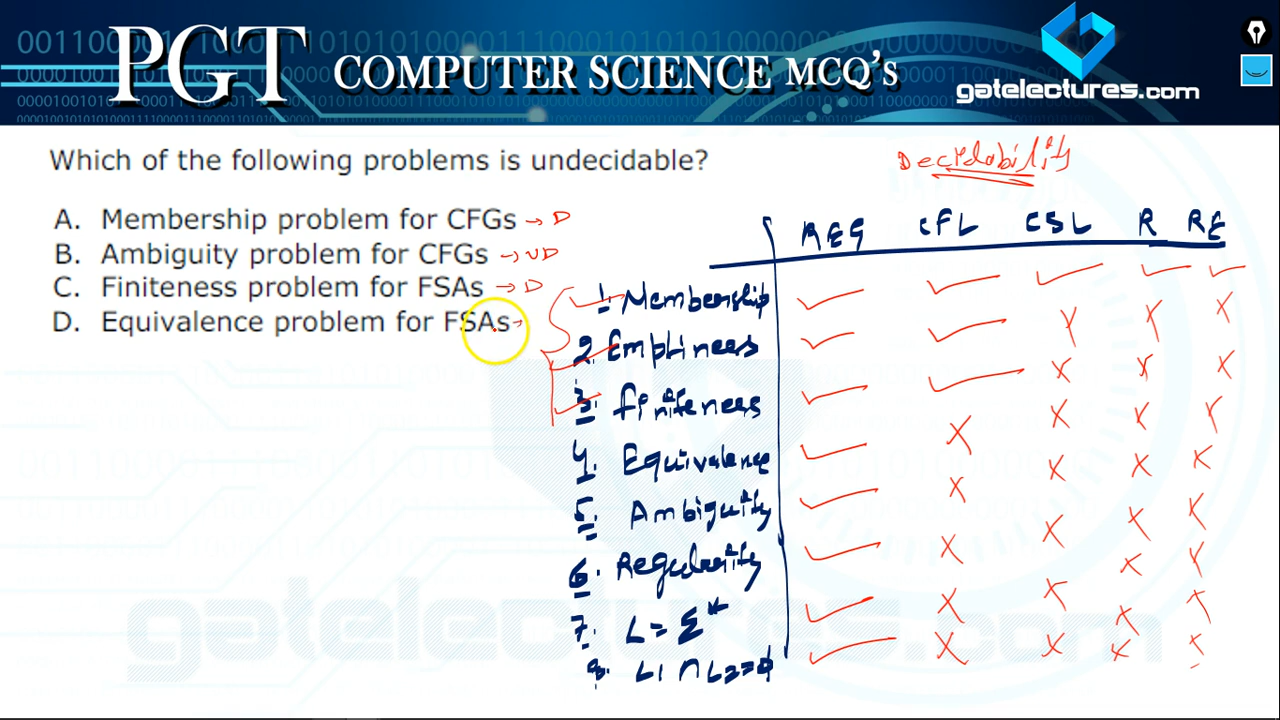 PGT COMPUTER SCIENCE MCQ'S
gatelectures.com
Which of the following problems is undecidable?
Decidability
A. Membership problem for CFGs → D
B. Ambiguity problem for CFGs → UD
C. Finiteness problem for FSAs → D
D. Equivalence problem for FSAs →
REG CFL CSL R RE
1. Membership ✓ ✓ ✓ ✓ ✓
2. Emptiness ✓ ✓ X X X
3. Finiteness ✓ ✓ X X X
4. Equivalence ✓ X X X X
5. Ambiguity ✓ X X X X
6. Regularity ✓ X X X X
7. L = Σ* ✓ X X X X
8. L1 ∩ L2 = ϕ ✓ X X X X
gatelectures.com